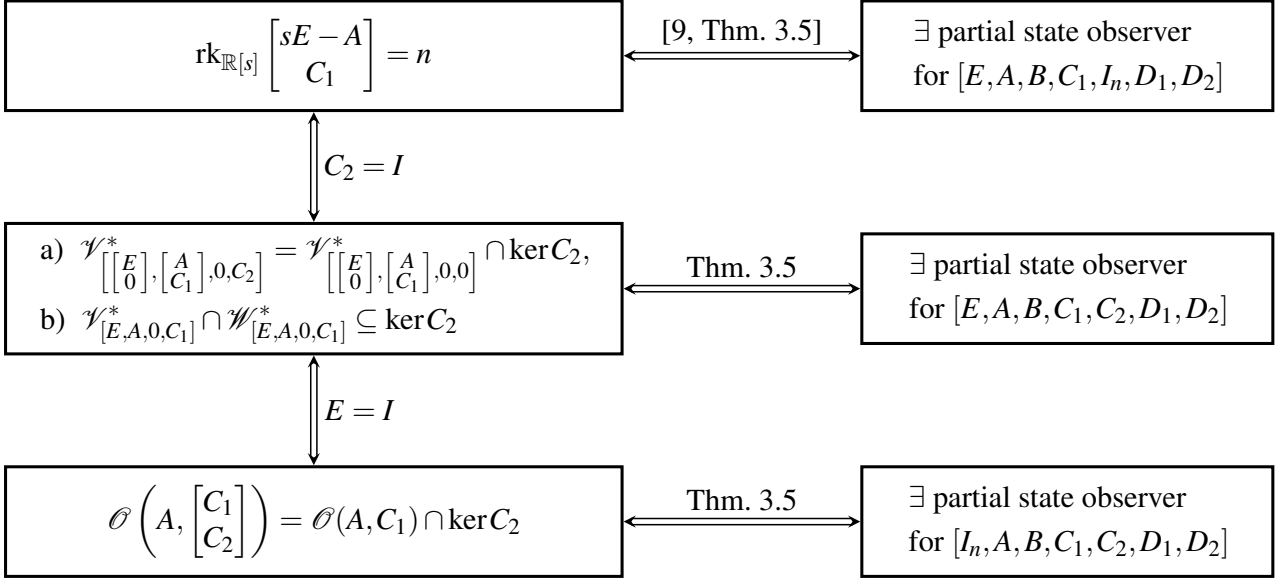 rk_{ℝ[s]} [sE − A; C_1] = n
[9, Thm. 3.5]
∃ partial state observer
for [E, A, B, C_1, I_n, D_1, D_2]
C_2 = I
a) 𝒱^*_{[[E; 0], [A; C_1], 0, C_2]} = 𝒱^*_{[[E; 0], [A; C_1], 0, 0]} ∩ ker C_2,
b) 𝒱^*_{[E,A,0,C_1]} ∩ 𝒲^*_{[E,A,0,C_1]} ⊆ ker C_2
Thm. 3.5
∃ partial state observer
for [E, A, B, C_1, C_2, D_1, D_2]
E = I
𝒪(A, [C_1; C_2]) = 𝒪(A, C_1) ∩ ker C_2
Thm. 3.5
∃ partial state observer
for [I_n, A, B, C_1, C_2, D_1, D_2]